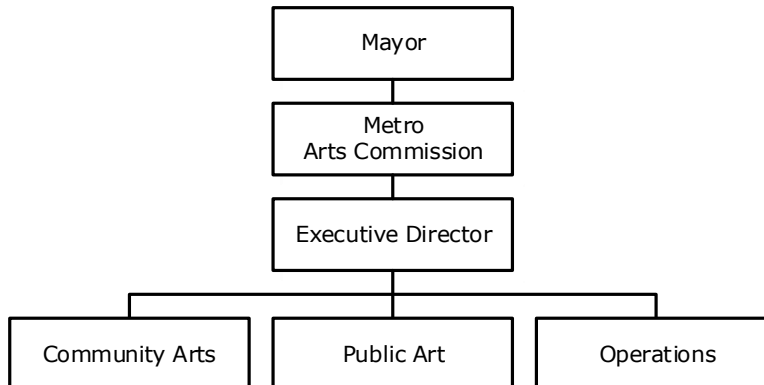 Mayor
Metro
Arts Commission
Executive Director
Community Arts
Public Art
Operations